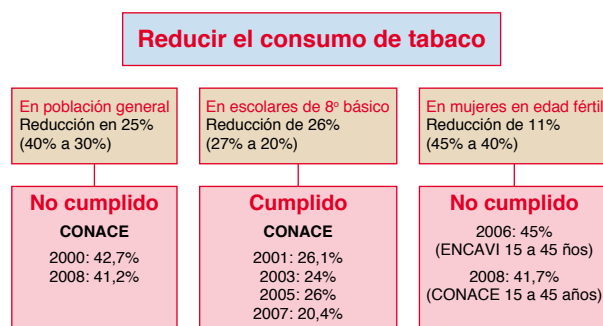 Reducir el consumo de tabaco
En población general
Reducción en 25%
(40% a 30%)
En escolares de 8º básico
Reducción de 26%
(27% a 20%)
En mujeres en edad fértil
Reducción de 11%
(45% a 40%)
No cumplido
CONACE
2000: 42,7%
2008: 41,2%
Cumplido
CONACE
2001: 26,1%
2003: 24%
2005: 26%
2007: 20,4%
No cumplido
2006: 45%
(ENCAVI 15 a 45 ños)
2008: 41,7%
(CONACE 15 a 45 años)